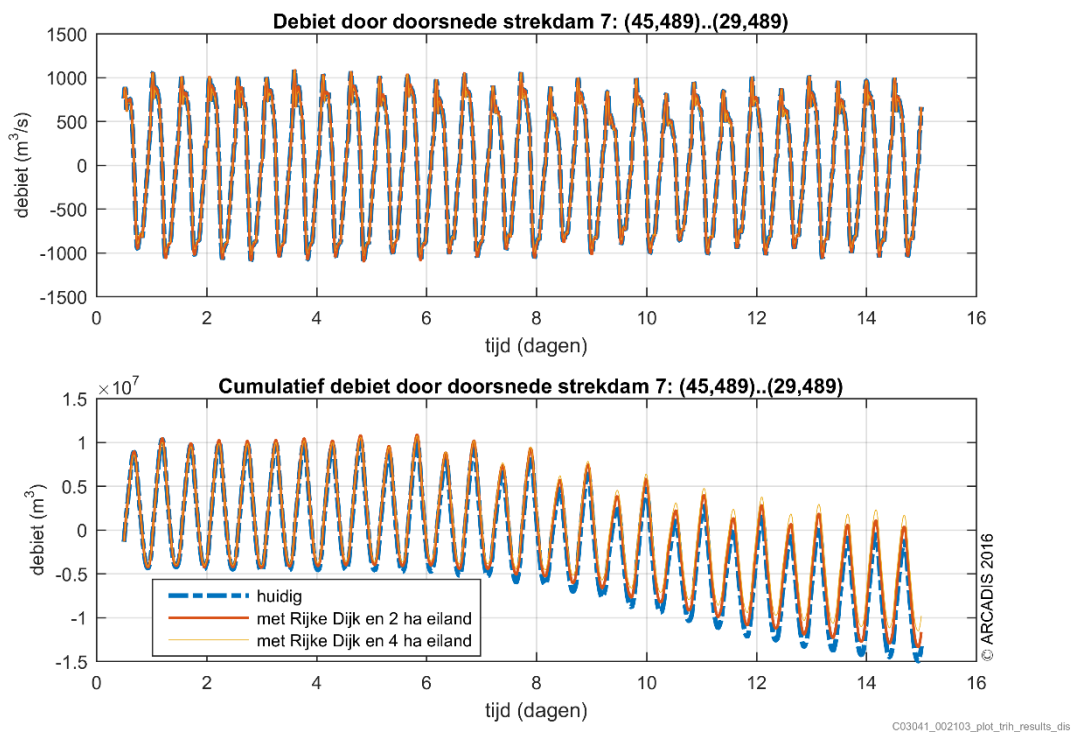 Debiet door doorsnede strekdam 7: (45,489)..(29,489)
debiet (m³/s)
1500
1000
500
0
-500
-1000
-1500
0 2 4 6 8 10 12 14 16
tijd (dagen)
×10⁷
Cumulatief debiet door doorsnede strekdam 7: (45,489)..(29,489)
debiet (m³)
1.5
1
0.5
0
-0.5
-1
-1.5
huidig
met Rijke Dijk en 2 ha eiland
met Rijke Dijk en 4 ha eiland
© ARCADIS 2016
0 2 4 6 8 10 12 14 16
tijd (dagen)
C03041_002103_plot_trih_results_dis